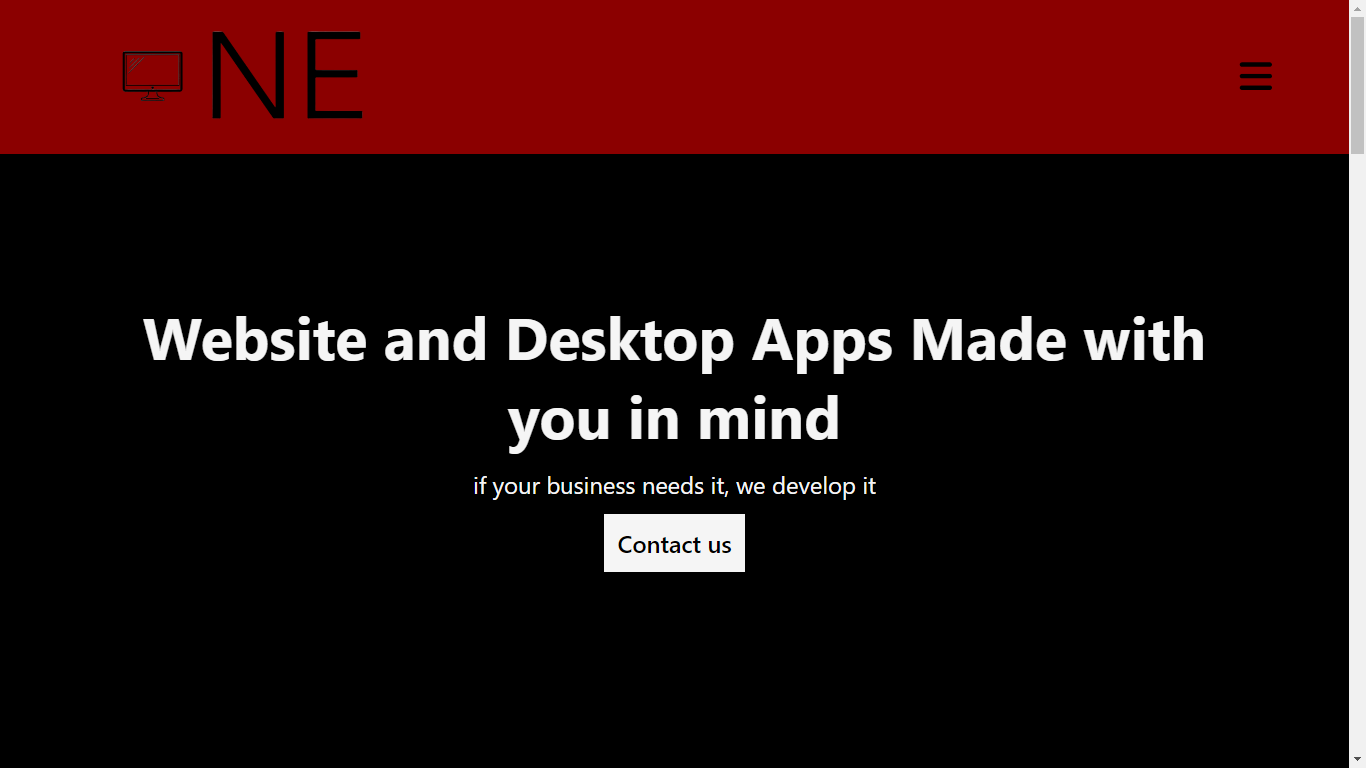 NE
Website and Desktop Apps Made with
you in mind
if your business needs it, we develop it
Contact us